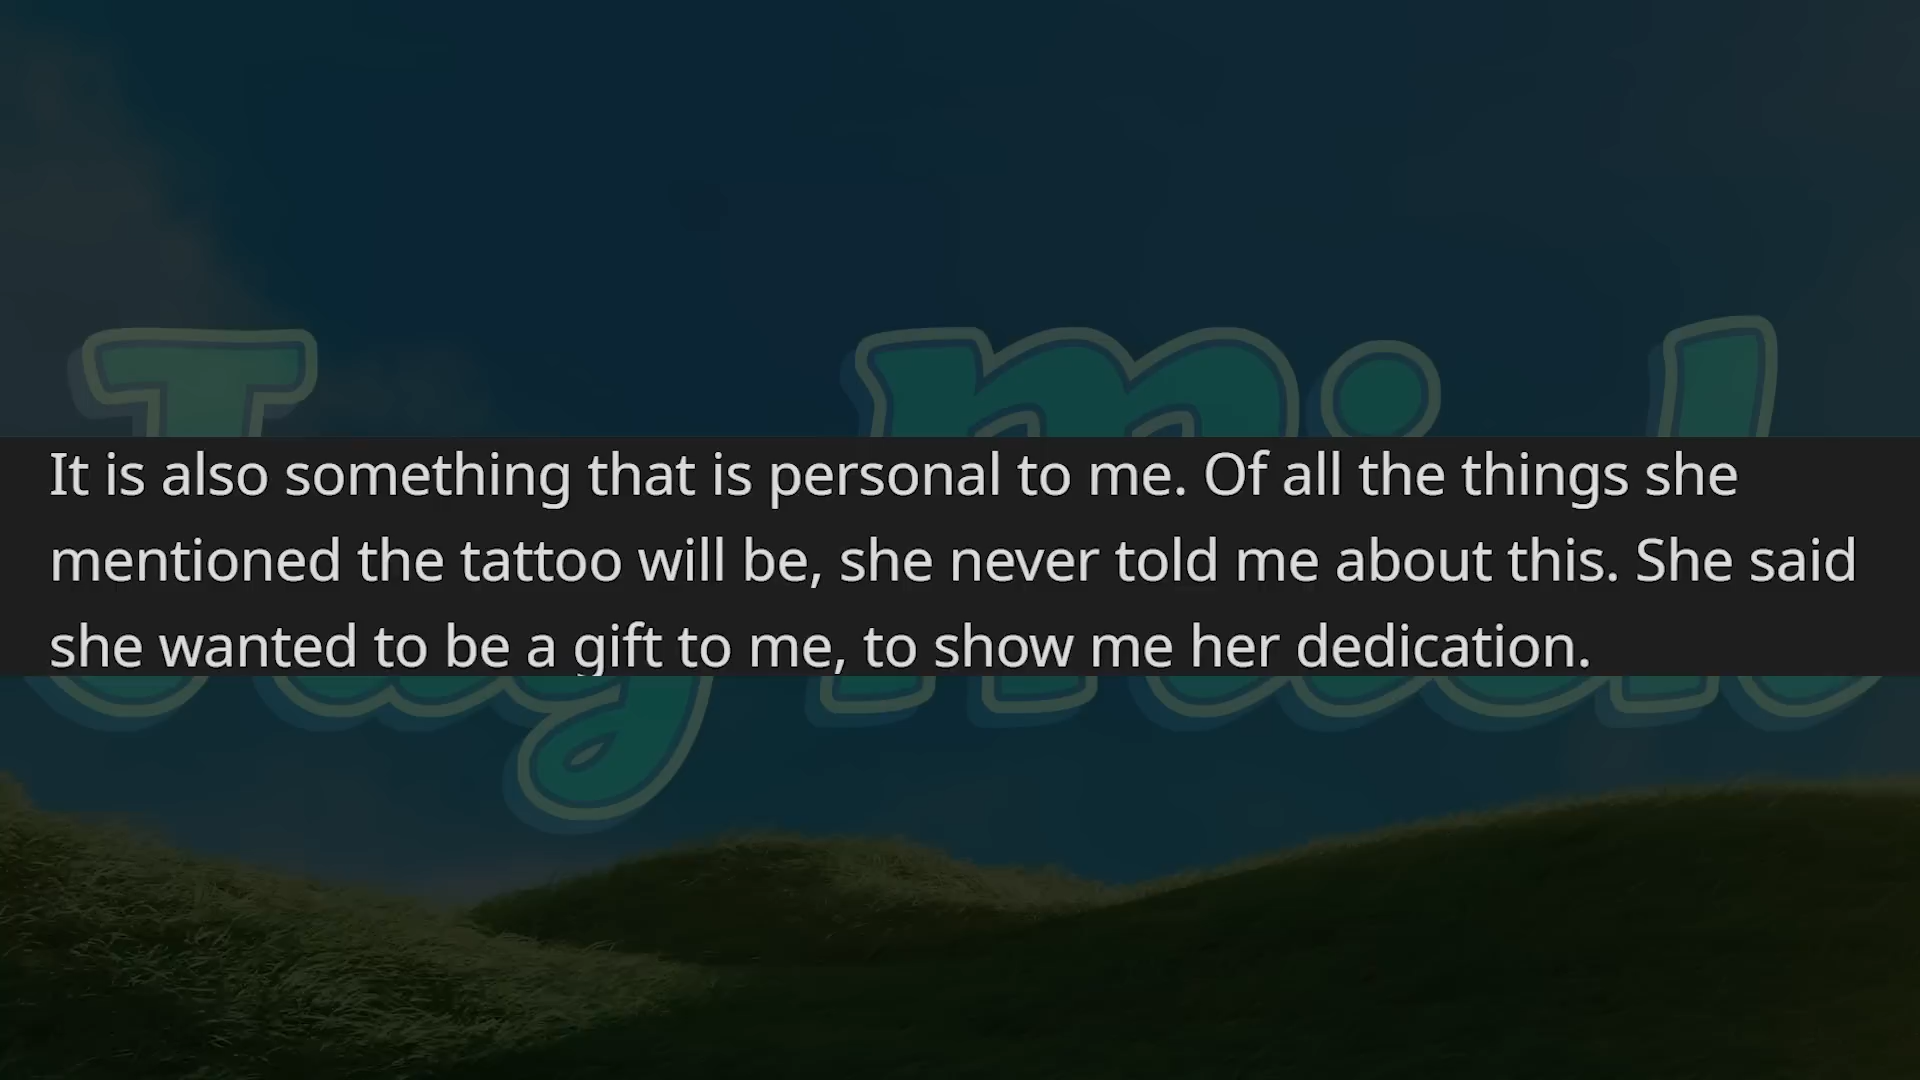 It is also something that is personal to me. Of all the things she
mentioned the tattoo will be, she never told me about this. She said
she wanted to be a gift to me, to show me her dedication.